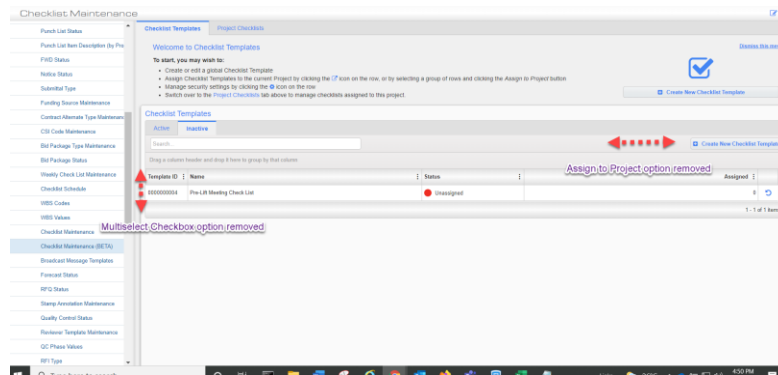 Checklist Maintenance
Punch List Status
Punch List Item Description (by Pro
FWD Status
Notice Status
Submittal Type
Funding Source Maintenance
Contract Alternate Type Maintenanc
CSI Code Maintenance
Bid Package Type Maintenance
Bid Package Status
Weekly Check List Maintenance
Checklist Schedule
WBS Codes
WBS Values
Checklist Maintenance
Checklist Maintenance (BETA)
Broadcast Message Templates
Forecast Status
RFQ Status
Stamp Annotation Maintenance
Quality Control Status
Reviewer Template Maintenance
QC Phase Values
RFI Type
Checklist Templates Project Checklists
Welcome to Checklist Templates
Dismiss this
To start, you may wish to:
Create or edit a global Checklist Template
Assign Checklist Templates to the current Project by clicking the icon on the row, or by selecting a group of rows and clicking the Assign to Project button
Manage security settings by clicking the icon on the row
Switch over to the Project Checklists tab above to manage checklists assigned to this project.
Create New Checklist Template
Checklist Templates
Active Inactive
Search...
Create New Checklist Templat
Drag a column header and drop it here to group by that column
Assign to Project option removed
Template ID Name Status Assigned
0000000004 Pre-Lift Meeting Check List Unassigned
1 - 1 of 1 items
Multiselect Checkbox option removed
4:50 PM